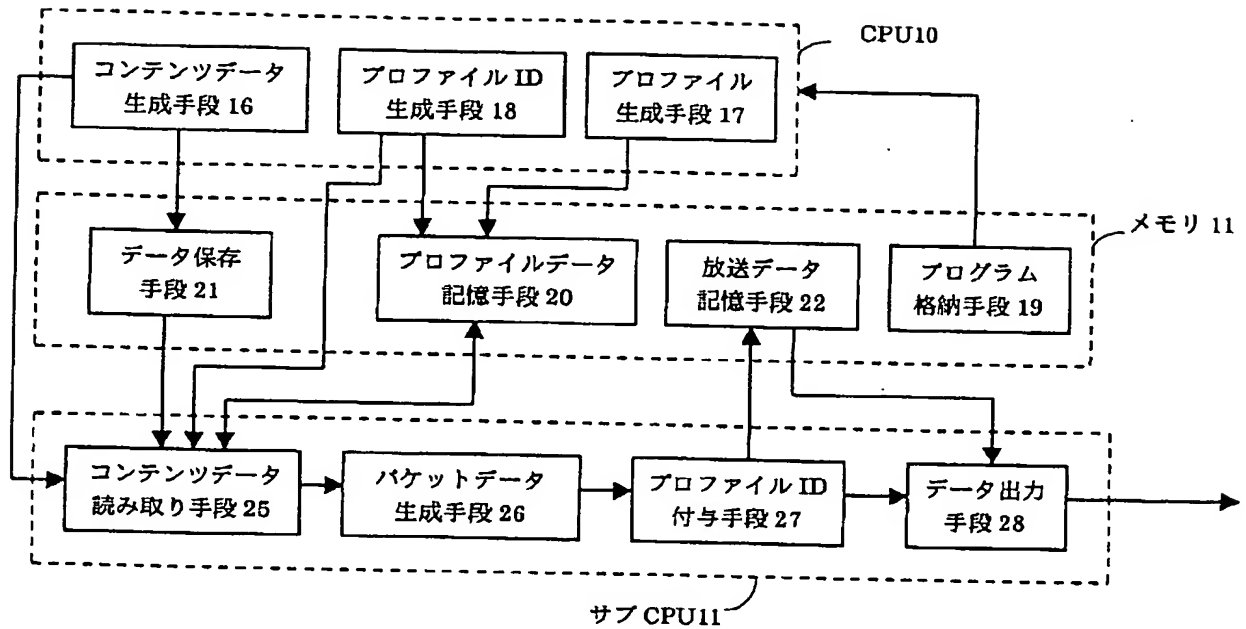 CPU10
コンテンツデータ
生成手段 16
プロファイル ID
生成手段 18
プロファイル
生成手段 17
メモリ 11
データ保存
手段 21
プロファイルデータ
記憶手段 20
放送データ
記憶手段 22
プログラム
格納手段 19
コンテンツデータ
読み取り手段 25
パケットデータ
生成手段 26
プロファイル ID
付与手段 27
データ出力
手段 28
サブ CPU11